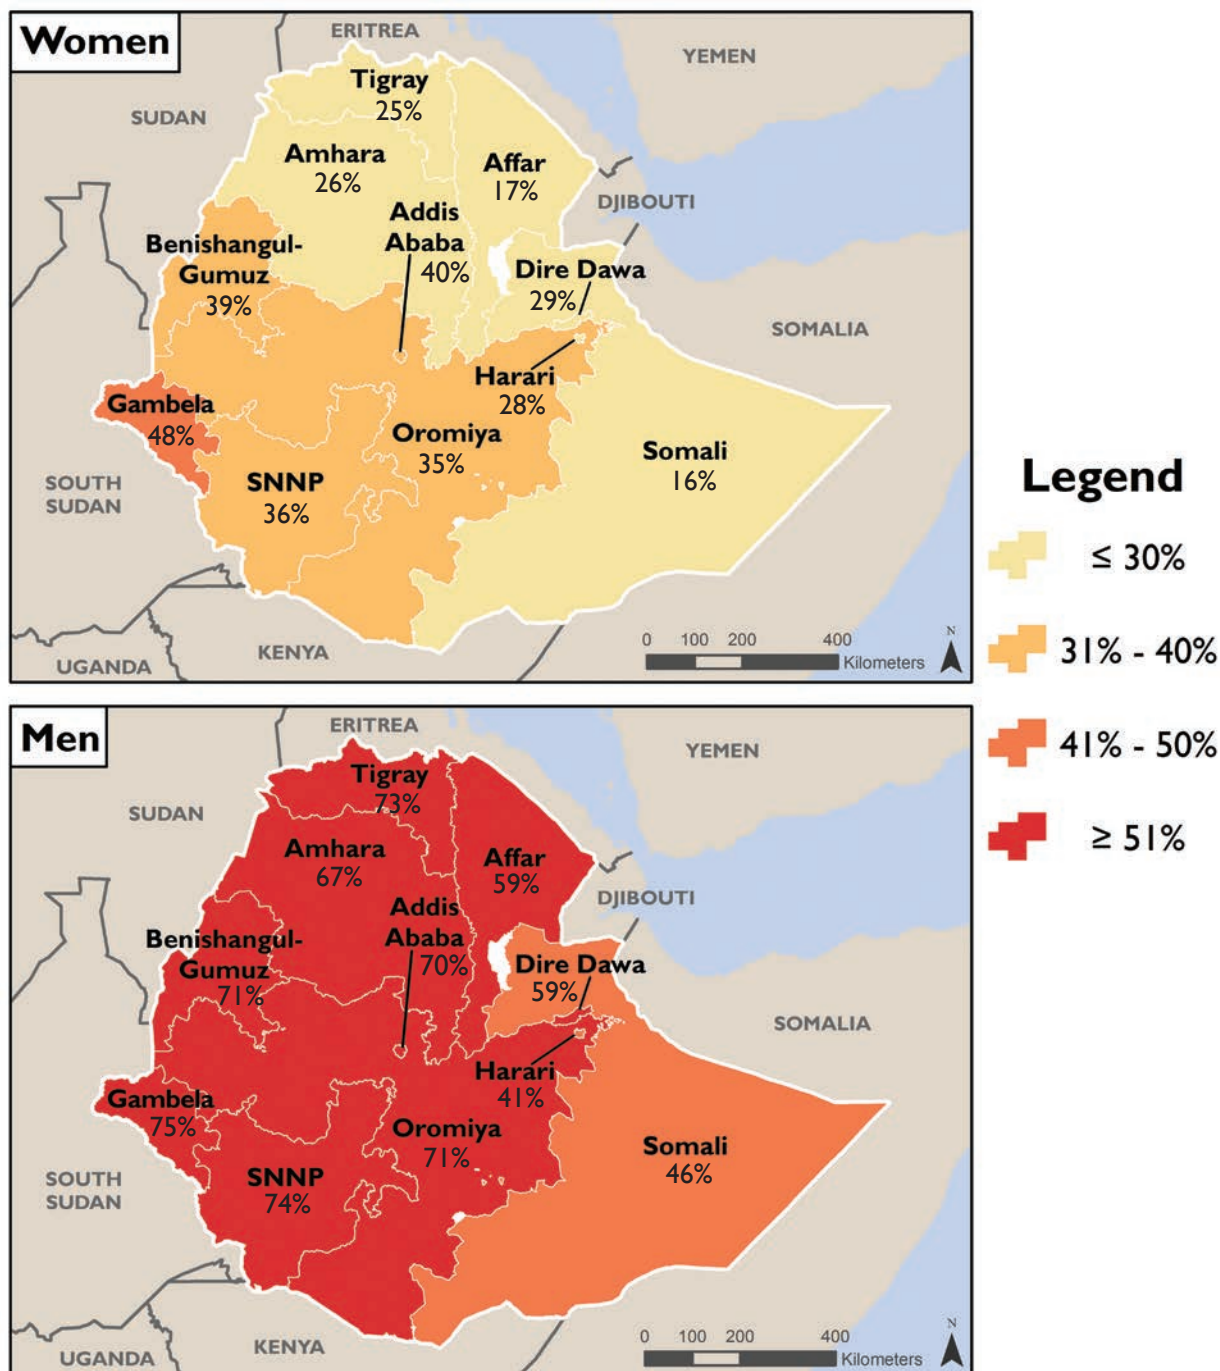 Women
ERITREA
YEMEN
Tigray
25%
SUDAN
Amhara
26%
Affar
17%
DJIBOUTI
Addis
Ababa
40%
Benishangul-
Gumuz
39%
Dire Dawa
29%
SOMALIA
Harari
28%
Gambela
48%
Oromiya
35%
Somali
16%
SOUTH
SUDAN
SNNP
36%
UGANDA
KENYA
0 100 200 400
Kilometers
N
Legend
≤ 30%
31% - 40%
41% - 50%
≥ 51%
Men
ERITREA
YEMEN
Tigray
73%
SUDAN
Amhara
67%
Affar
59%
DJIBOUTI
Addis
Ababa
70%
Benishangul-
Gumuz
71%
Dire Dawa
59%
SOMALIA
Harari
41%
Gambela
75%
Oromiya
71%
Somali
46%
SOUTH
SUDAN
SNNP
74%
UGANDA
KENYA
0 100 200 400
Kilometers
N